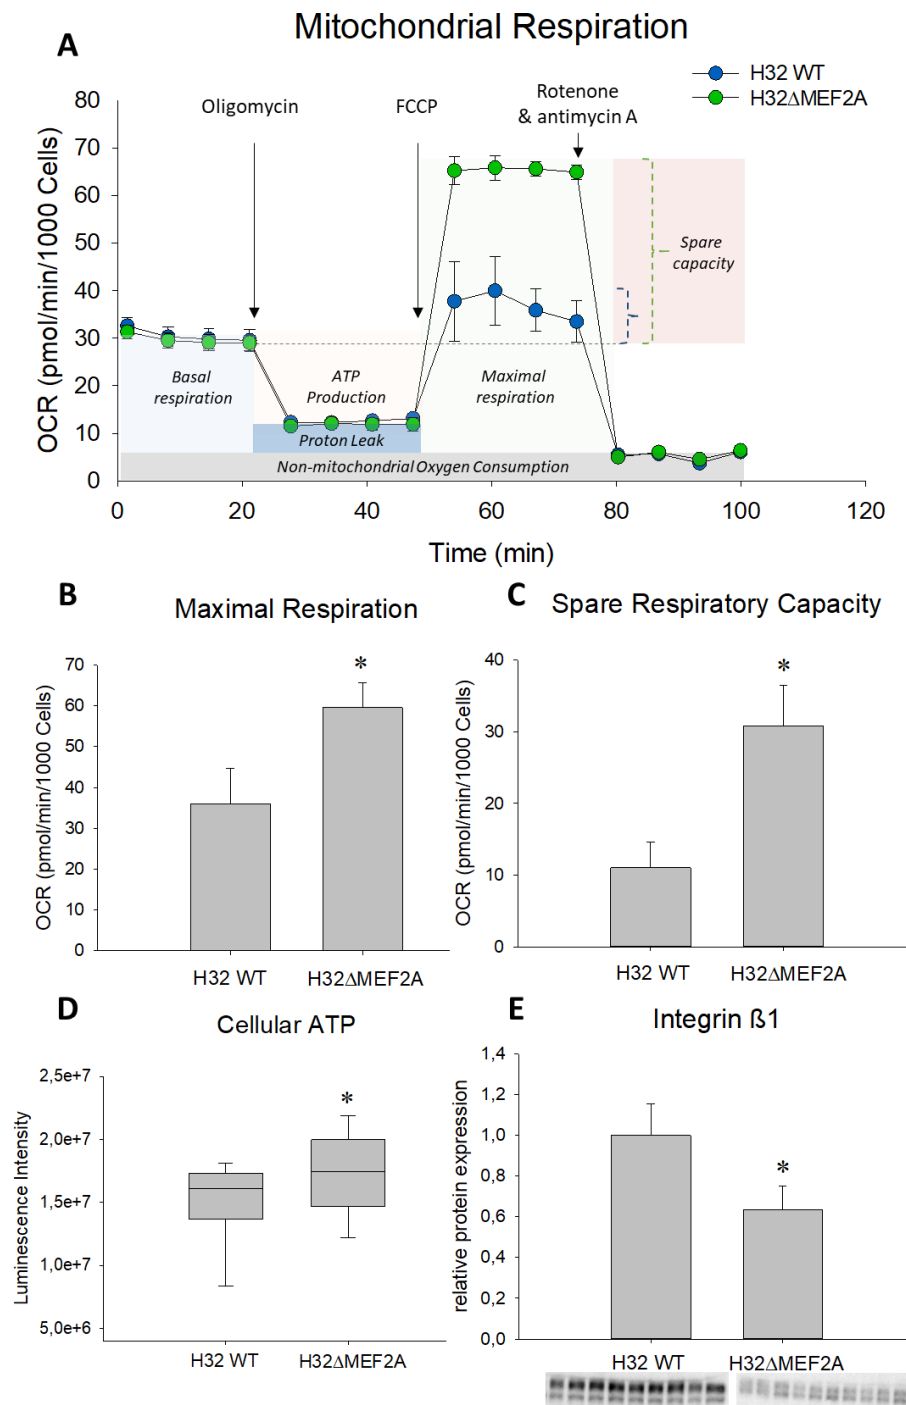 Mitochondrial Respiration
A
H32 WT
H32ΔMEF2A
OCR (pmol/min/1000 Cells)
80
70
60
50
40
30
20
10
0
Oligomycin
FCCP
Rotenone
& antimycin A
Spare
capacity
Basal
respiration
ATP
Production
Maximal
respiration
Proton Leak
Non-mitochondrial Oxygen Consumption
0 20 40 60 80 100 120
Time (min)
B
Maximal Respiration
OCR (pmol/min/1000 Cells)
70
60
50
40
30
20
10
0
*
H32 WT H32ΔMEF2A
C
Spare Respiratory Capacity
OCR (pmol/min/1000 Cells)
40
30
20
10
0
*
H32 WT H32ΔMEF2A
D
Cellular ATP
Luminescence Intensity
2,5e+7
2,0e+7
1,5e+7
1,0e+7
5,0e+6
*
H32 WT H32ΔMEF2A
E
Integrin ß1
relative protein expression
1,4
1,2
1,0
0,8
0,6
0,4
0,2
0,0
*
H32 WT H32ΔMEF2A